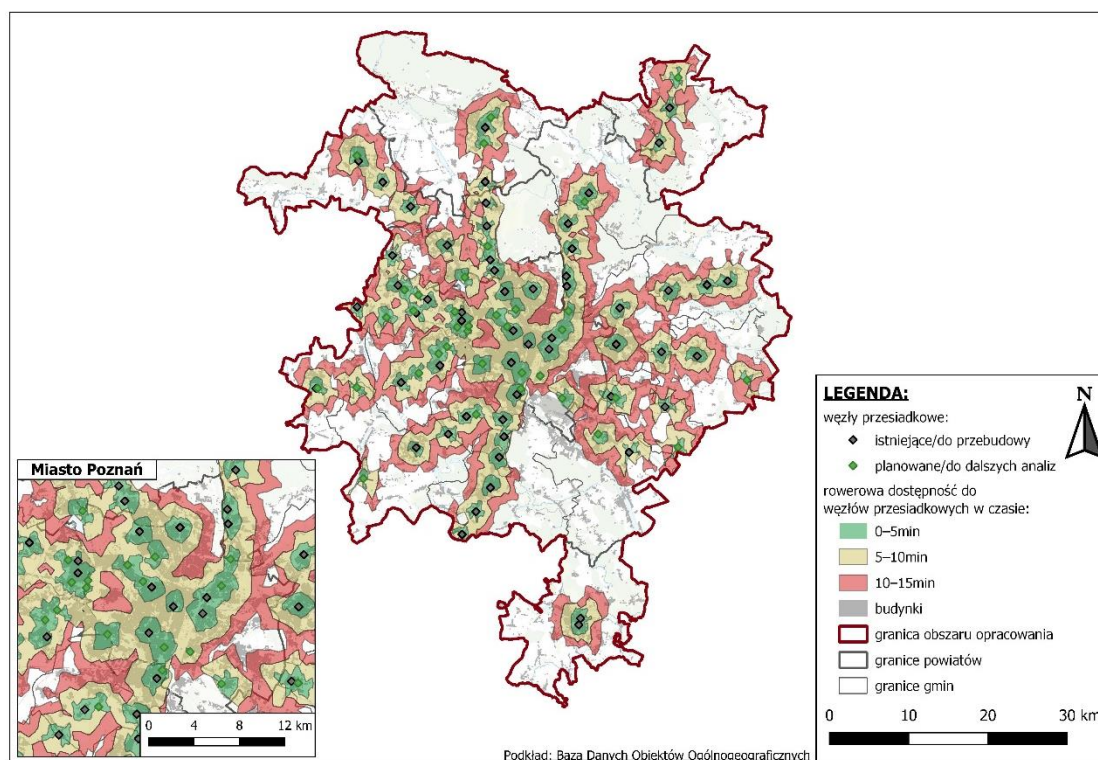 LEGENDA:
węzły przesiadkowe:
istniejące/do przebudowy
planowane/do dalszych analiz
rowerowa dostępność do
węzłów przesiadkowych w czasie:
0–5min
5–10min
10–15min
budynki
granica obszaru opracowania
granice powiatów
granice gmin
N
0 10 20 30 km
Miasto Poznań
0 4 8 12 km
Podkład: Baza Danych Obiektów Ogólnogeograficznych